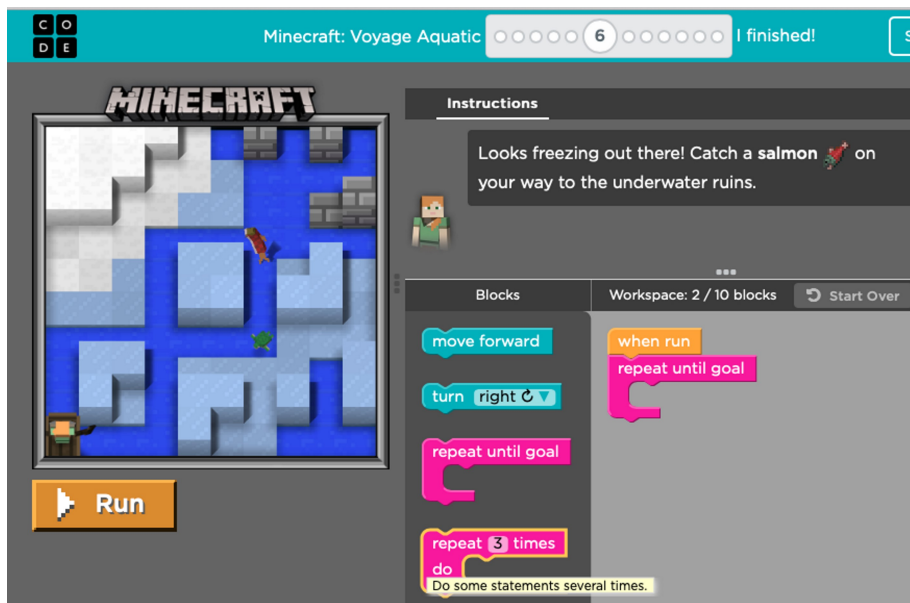 C O
D E
Minecraft: Voyage Aquatic
6
I finished!
S
MINECRAFT
Instructions
Looks freezing out there! Catch a salmon on
your way to the underwater ruins.
Blocks
Workspace: 2 / 10 blocks
Start Over
move forward
when run
repeat until goal
turn right ↻ ▼
repeat until goal
Run
repeat 3 times
do
Do some statements several times.